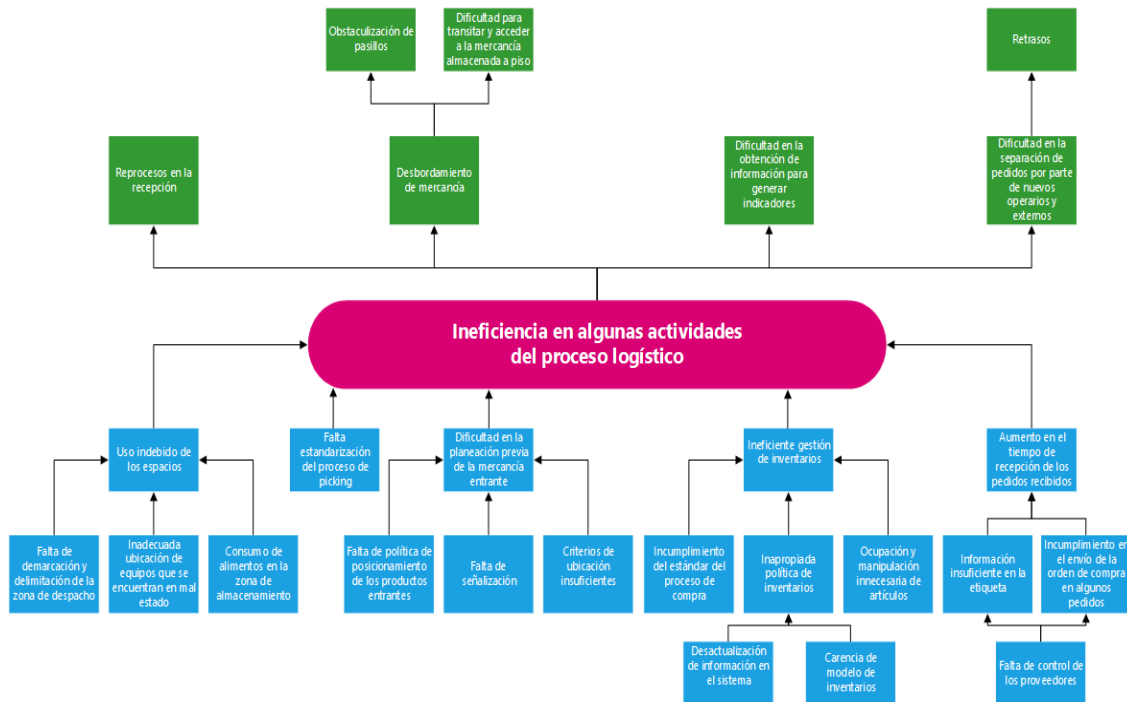 Obstaculización de
pasillos
Dificultad para
transitar y acceder
a la mercancía
almacenada a piso
Retrasos
Reprocesos en la
recepción
Desbordamiento
de mercancía
Dificultad en la
obtención de
información para
generar
indicadores
Dificultad en la
separación de
pedidos por parte
de nuevos
operarios y
externos
Ineficiencia en algunas actividades
del proceso logístico
Uso indebido de
los espacios
Falta
estandarización
del proceso de
picking
Dificultad en la
planeación previa
de la mercancía
entrante
Ineficiente gestión
de inventarios
Aumento en el
tiempo de
recepción de los
pedidos recibidos
Falta de
demarcación y
delimitación de la
zona de despacho
Inadecuada
ubicación de
equipos que se
encuentran en mal
estado
Consumo de
alimentos en la
zona de
almacenamiento
Falta de política de
posicionamiento
de los productos
entrantes
Falta
de señalización
Criterios de
ubicación
insuficientes
Incumplimiento
del estándar del
proceso de
compra
Inapropiada
política de
inventarios
Ocupación y
manipulación
innecesaria de
artículos
Información
insuficiente en la
etiqueta
Incumplimiento en
el envío de la
orden de compra
en algunos
pedidos
Desactualización
de información en
el sistema
Carencia de
modelo de
inventarios
Falta de control de
los proveedores